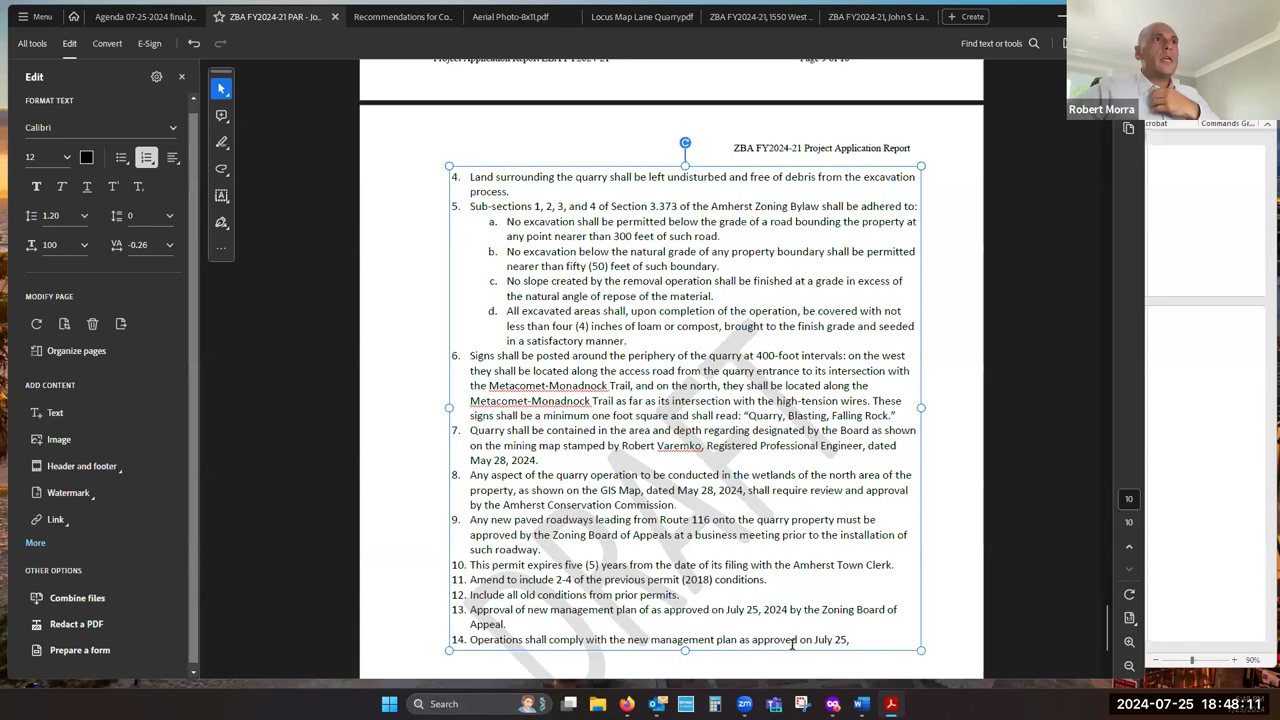 Menu
Agenda 07-25-2024 final.p...
ZBA FY2024-21 PAR - Jo...
Recommendations for Co...
Aerial Photo-8x11pdf
Locus Map Lane Quarry.pdf
ZBA FY2024-21, 1550 West ...
ZBA FY2024-21, John S. La...
Create
All tools
Edit
Convert
E-Sign
Find text or tools
Robert Morra
crobat
Commands Gr...
Edit
FORMAT TEXT
Calibri
12
1.20
0
100
-0.26
MODIFY PAGE
Organize pages
ADD CONTENT
Text
Image
Header and footer
Watermark
Link
More
OTHER OPTIONS
Combine files
Redact a PDF
Prepare a form
ZBA FY2024-21 Project Application Report
4. Land surrounding the quarry shall be left undisturbed and free of debris from the excavation
process.
5. Sub-sections 1, 2, 3, and 4 of Section 3.373 of the Amherst Zoning Bylaw shall be adhered to:
a. No excavation shall be permitted below the grade of a road bounding the property at
any point nearer than 300 feet of such road.
b. No excavation below the natural grade of any property boundary shall be permitted
nearer than fifty (50) feet of such boundary.
c. No slope created by the removal operation shall be finished at a grade in excess of
the natural angle of repose of the material.
d. All excavated areas shall, upon completion of the operation, be covered with not
less than four (4) inches of loam or compost, brought to the finish grade and seeded
in a satisfactory manner.
6. Signs shall be posted around the periphery of the quarry at 400-foot intervals: on the west
they shall be located along the access road from the quarry entrance to its intersection with
the Metacomet-Monadnock Trail, and on the north, they shall be located along the
Metacomet-Monadnock Trail as far as its intersection with the high-tension wires. These
signs shall be a minimum one foot square and shall read: “Quarry, Blasting, Falling Rock.”
7. Quarry shall be contained in the area and depth regarding designated by the Board as shown
on the mining map stamped by Robert Varemko, Registered Professional Engineer, dated
May 28, 2024.
8. Any aspect of the quarry operation to be conducted in the wetlands of the north area of the
property, as shown on the GIS Map, dated May 28, 2024, shall require review and approval
by the Amherst Conservation Commission.
9. Any new paved roadways leading from Route 116 onto the quarry property must be
approved by the Zoning Board of Appeals at a business meeting prior to the installation of
such roadway.
10. This permit expires five (5) years from the date of its filing with the Amherst Town Clerk.
11. Amend to include 2-4 of the previous permit (2018) conditions.
12. Include all old conditions from prior permits.
13. Approval of new management plan of as approved on July 25, 2024 by the Zoning Board of
Appeal.
14. Operations shall comply with the new management plan as approved on July 25,
DRAFT
10
10
90%
Search
2024-07-25 18:48:11